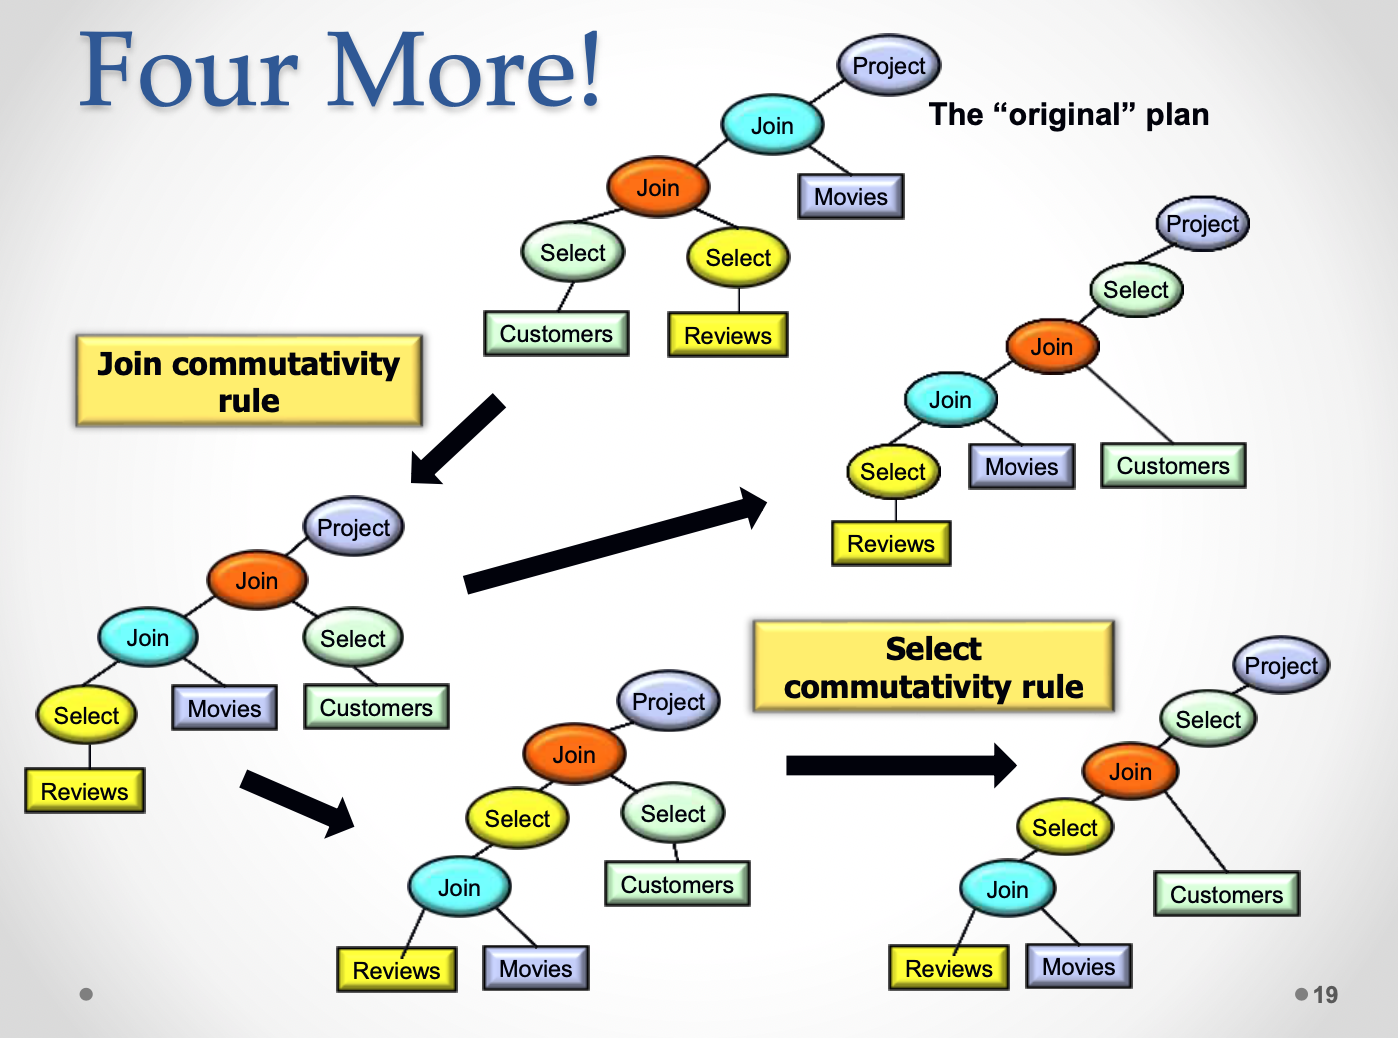 Four More!
Project
The “original” plan
Join
Join
Movies
Select
Select
Customers
Reviews
Project
Select
Join
Join
Select
Movies
Customers
Reviews
Join commutativity
rule
Project
Join
Join
Select
Select
Movies
Customers
Reviews
Project
Join
Select
Select
Join
Customers
Reviews
Movies
Select
commutativity rule
Project
Select
Join
Select
Join
Customers
Reviews
Movies
19